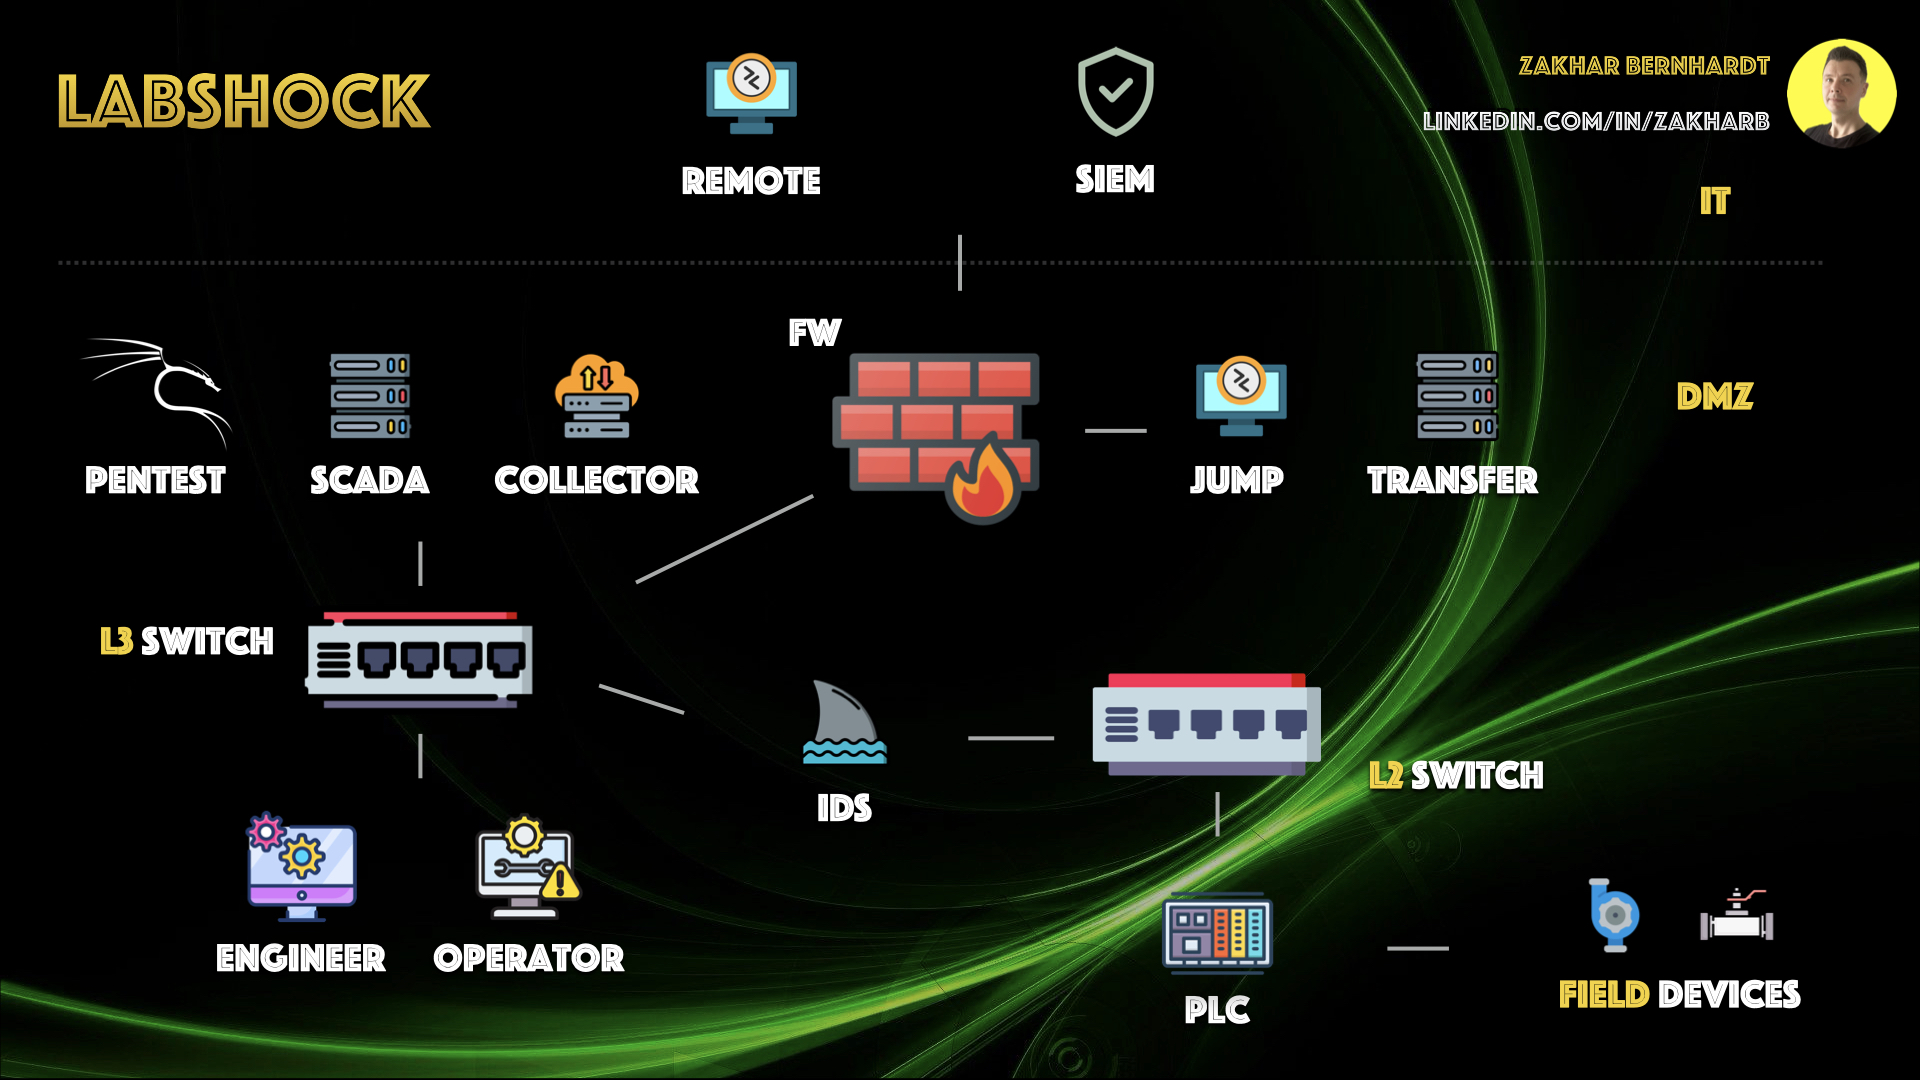 LABSHOCK
ZAKHAR BERNHARDT
LINKEDIN.COM/IN/ZAKHARB
REMOTE
SIEM
IT
FW
DMZ
PENTEST
SCADA
COLLECTOR
JUMP
TRANSFER
L3 SWITCH
L2 SWITCH
IDS
ENGINEER
OPERATOR
PLC
FIELD DEVICES